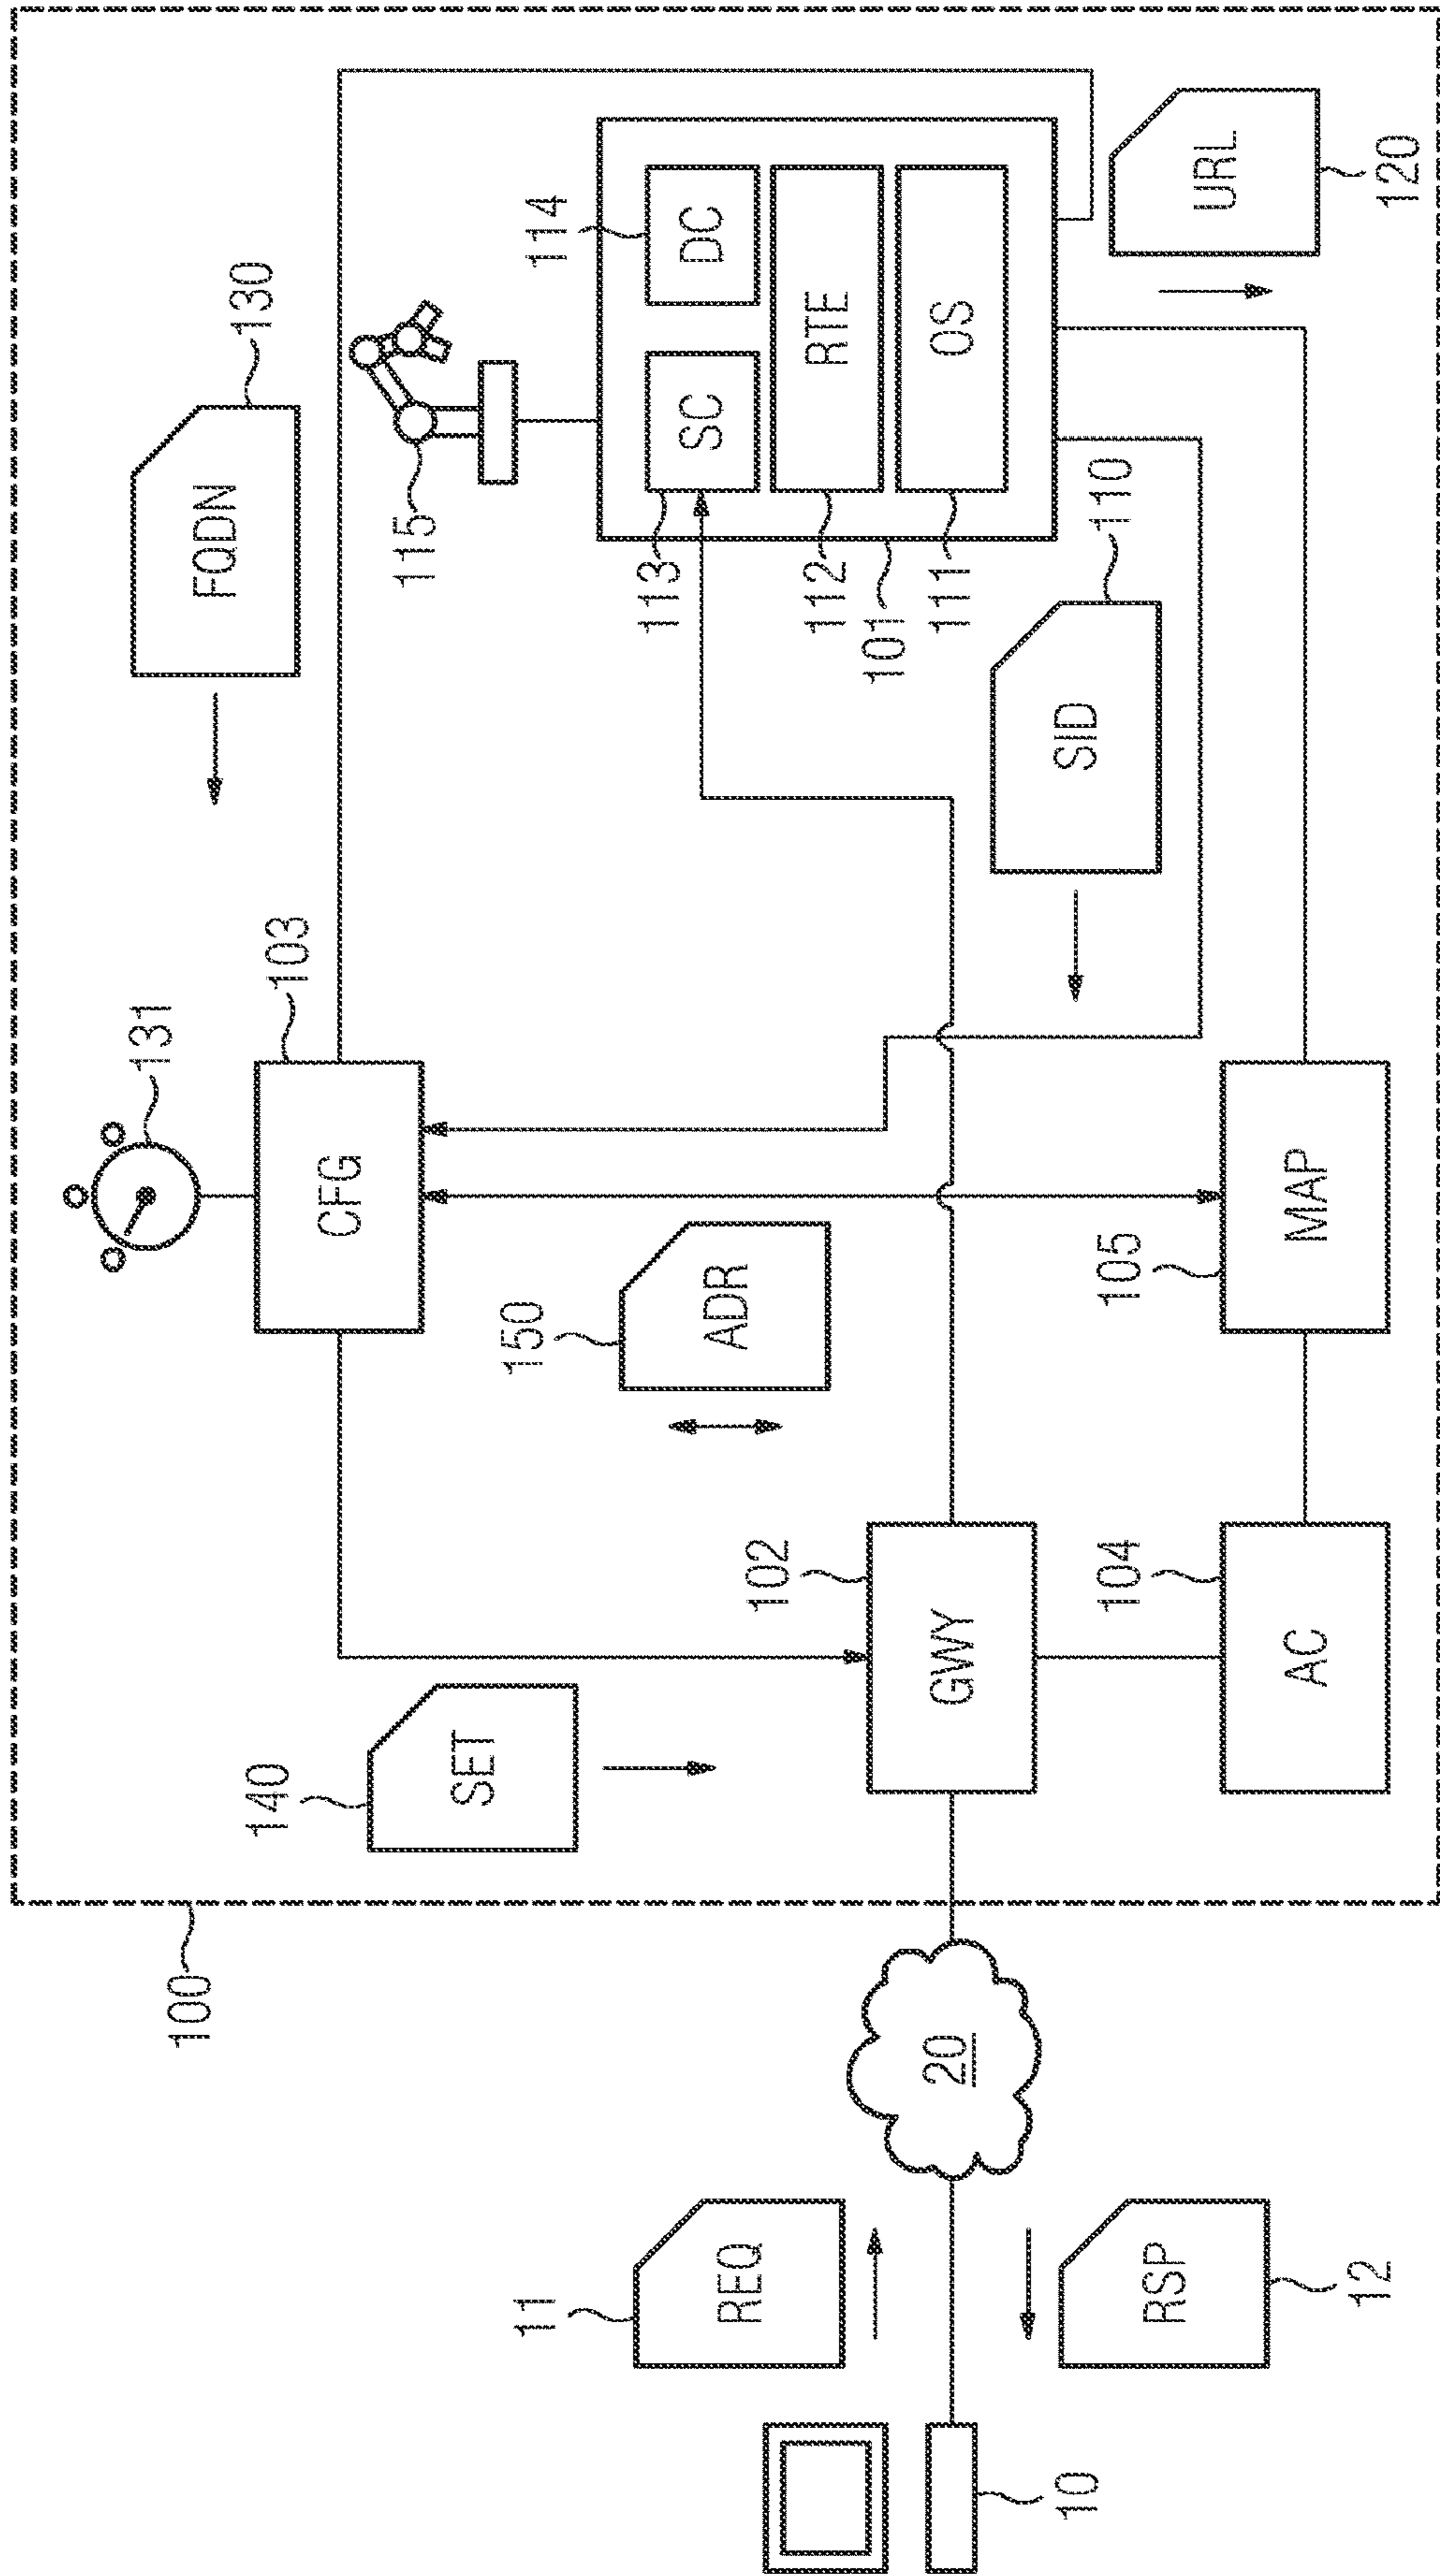 100
131
103
FQDN
130
CFG
140
SET
150
ADR
115
113
SC
114
DC
112
RTE
111
OS
101
11
REQ
20
102
GWY
SID
110
10
RSP
12
104
AC
105
MAP
URL
120